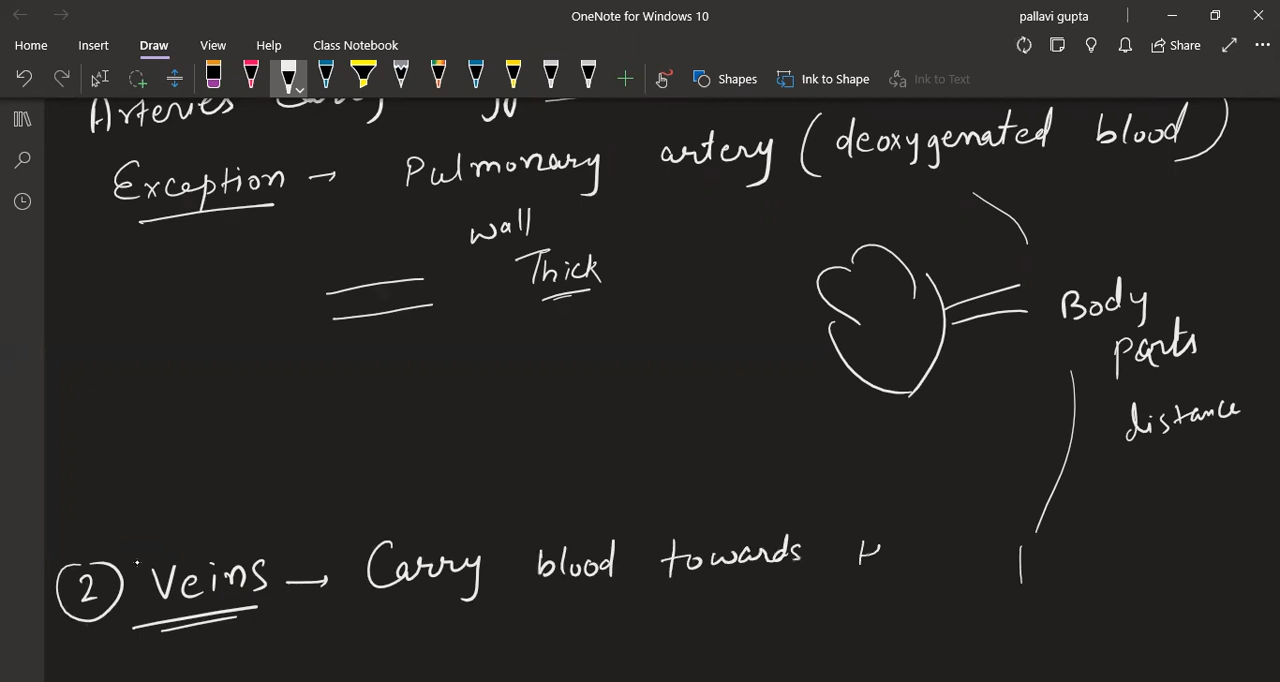 OneNote for Windows 10
pallavi gupta
Home Insert Draw View Help Class Notebook
Share
Shapes Ink to Shape Ink to Text
Arteries
Exception → Pulmonary artery (deoxygenated blood)
wall
Thick
Body
parts
distance
2 Veins → Carry blood towards